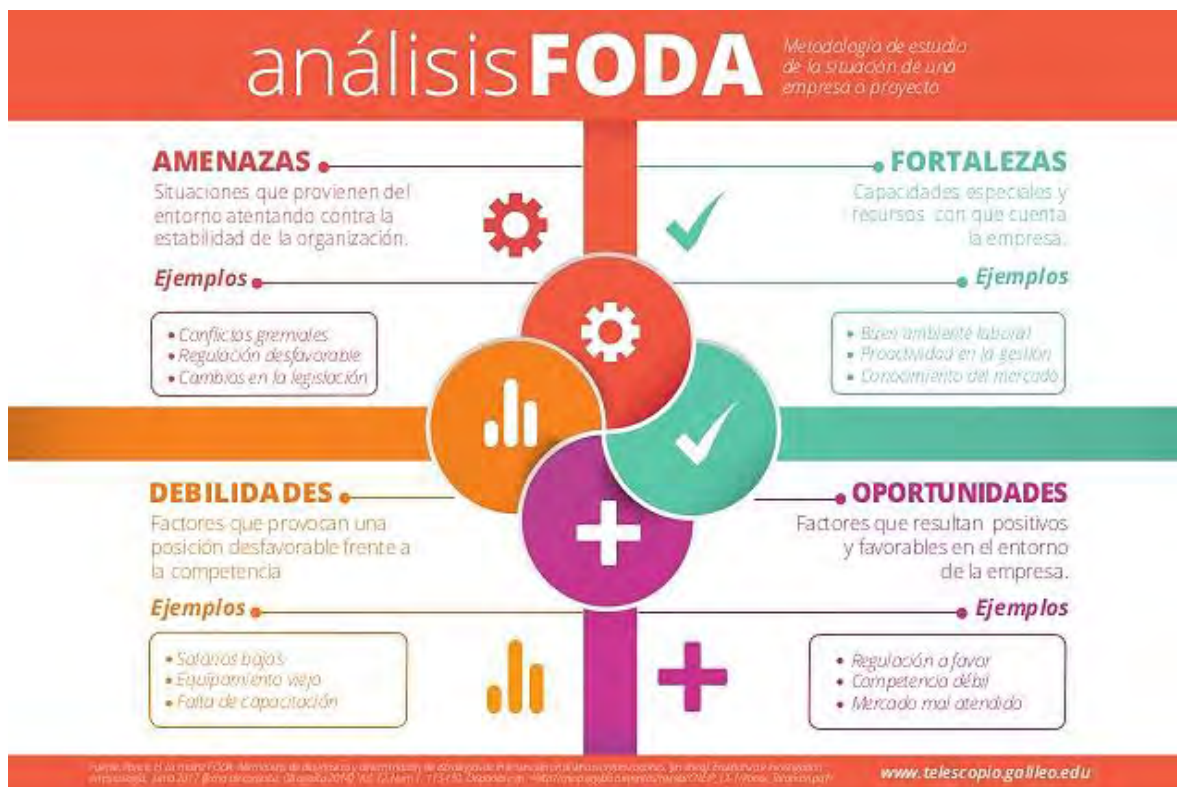 análisis FODA
Metodología de estudio
de la situación de una
empresa o proyecto
AMENAZAS
Situaciones que provienen del
entorno atentando contra la
estabilidad de la organización.
Ejemplos
• Conflictos gremiales
• Regulación desfavorable
• Cambios en la legislación
FORTALEZAS
Capacidades especiales y
recursos con que cuenta
la empresa.
Ejemplos
• Buen ambiente laboral
• Proactividad en la gestión
• Conocimiento del mercado
DEBILIDADES
Factores que provocan una
posición desfavorable frente a
la competencia
Ejemplos
• Salarios bajos
• Equipamiento viejo
• Falta de capacitación
OPORTUNIDADES
Factores que resultan positivos
y favorables en el entorno
de la empresa.
Ejemplos
• Regulación a favor
• Competencia débil
• Mercado mal atendido
www.telescopio.galileo.edu